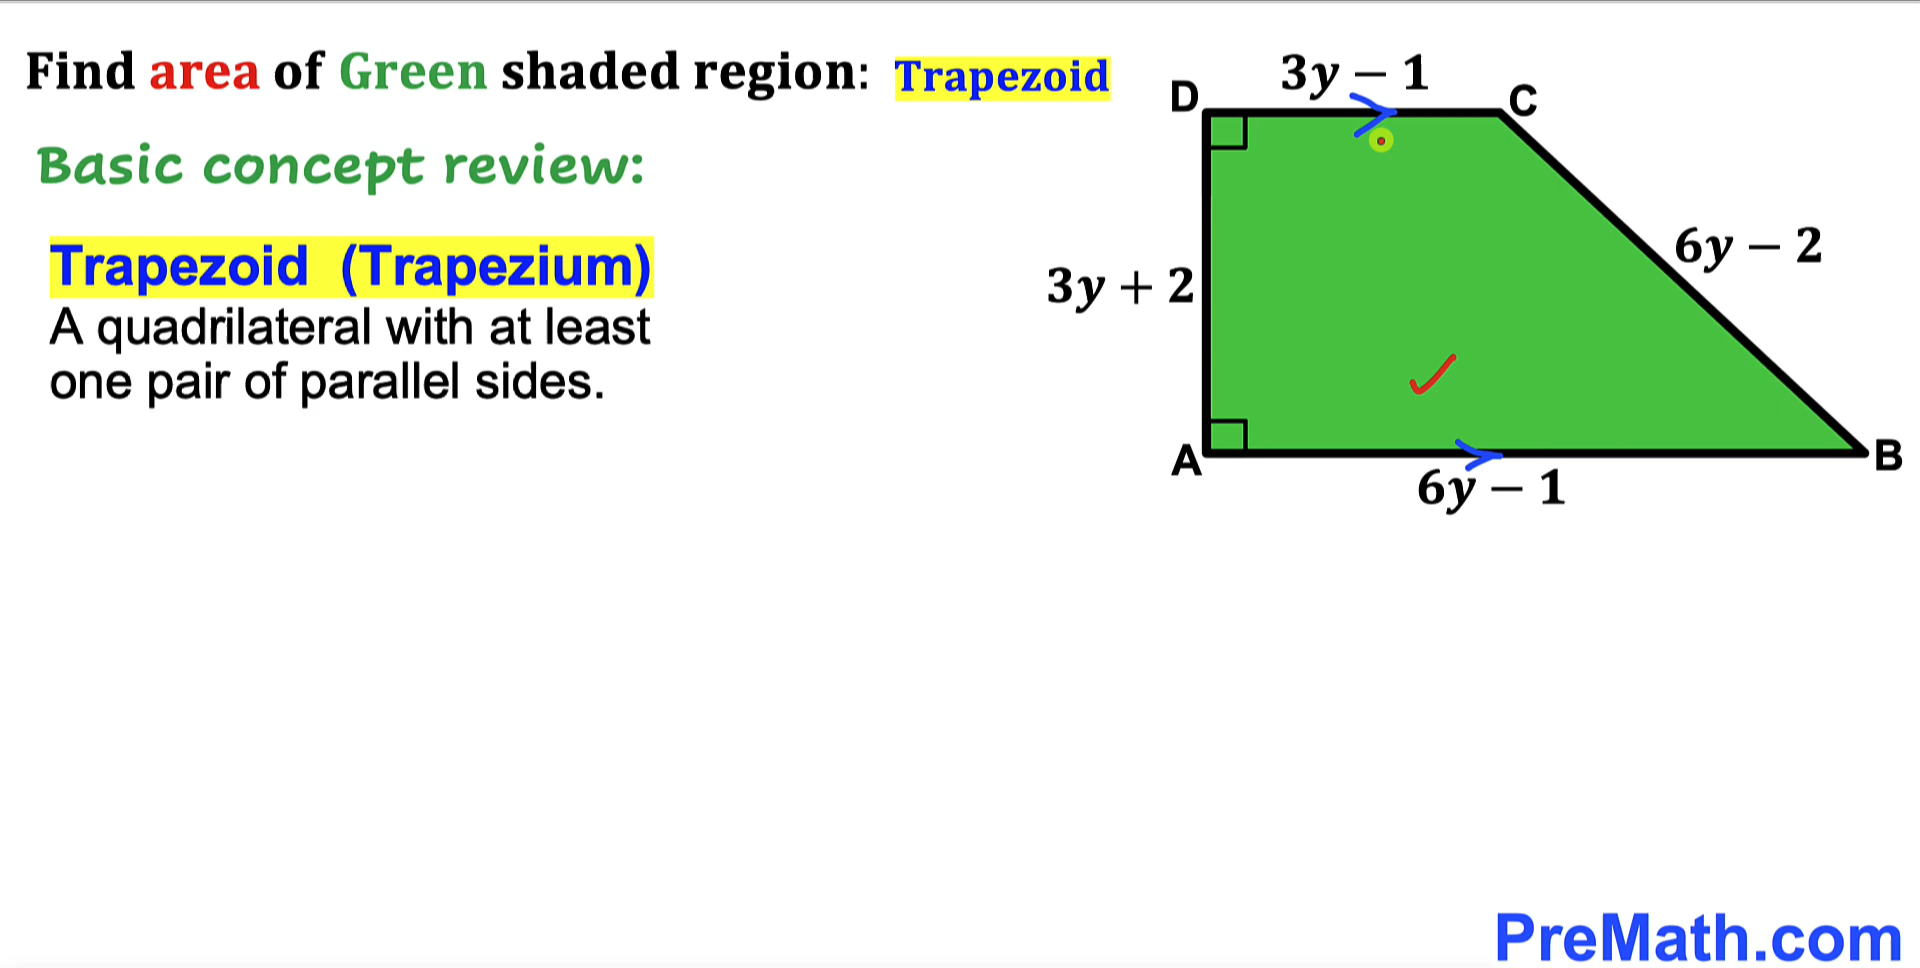 Find area of Green shaded region: Trapezoid
Basic concept review:
Trapezoid (Trapezium)
A quadrilateral with at least
one pair of parallel sides.
3y − 1
D
C
6y − 2
3y + 2
A
B
6y − 1
PreMath.com